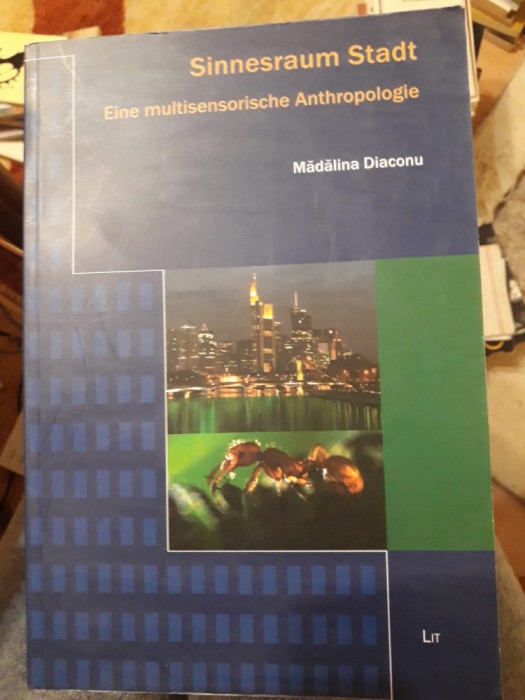 Sinnesraum Stadt
Eine multisensorische Anthropologie
Mădălina Diaconu
LIT